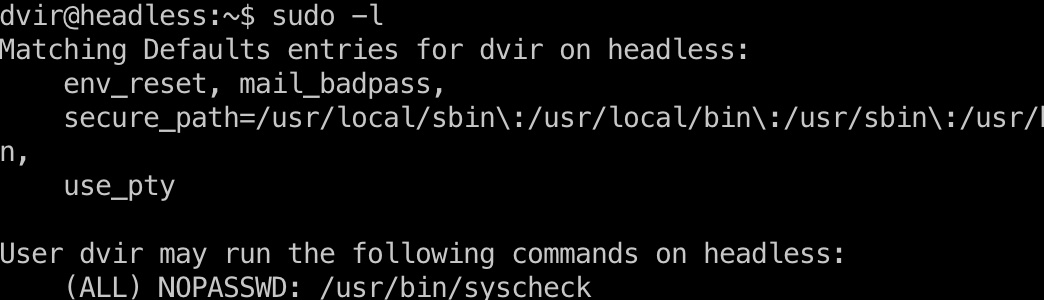 dvir@headless:~$ sudo -l
Matching Defaults entries for dvir on headless:
    env_reset, mail_badpass,
    secure_path=/usr/local/sbin\:/usr/local/bin\:/usr/sbin\:/usr/
n,
    use_pty
User dvir may run the following commands on headless:
    (ALL) NOPASSWD: /usr/bin/syscheck